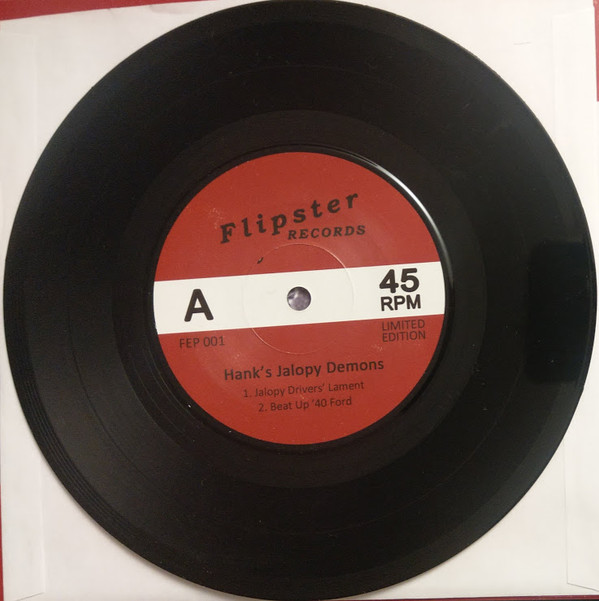 Flipster
RECORDS
A
45
RPM
FEP 001
LIMITED
EDITION
Hank's Jalopy Demons
1. Jalopy Drivers' Lament
2. Beat Up '40 Ford